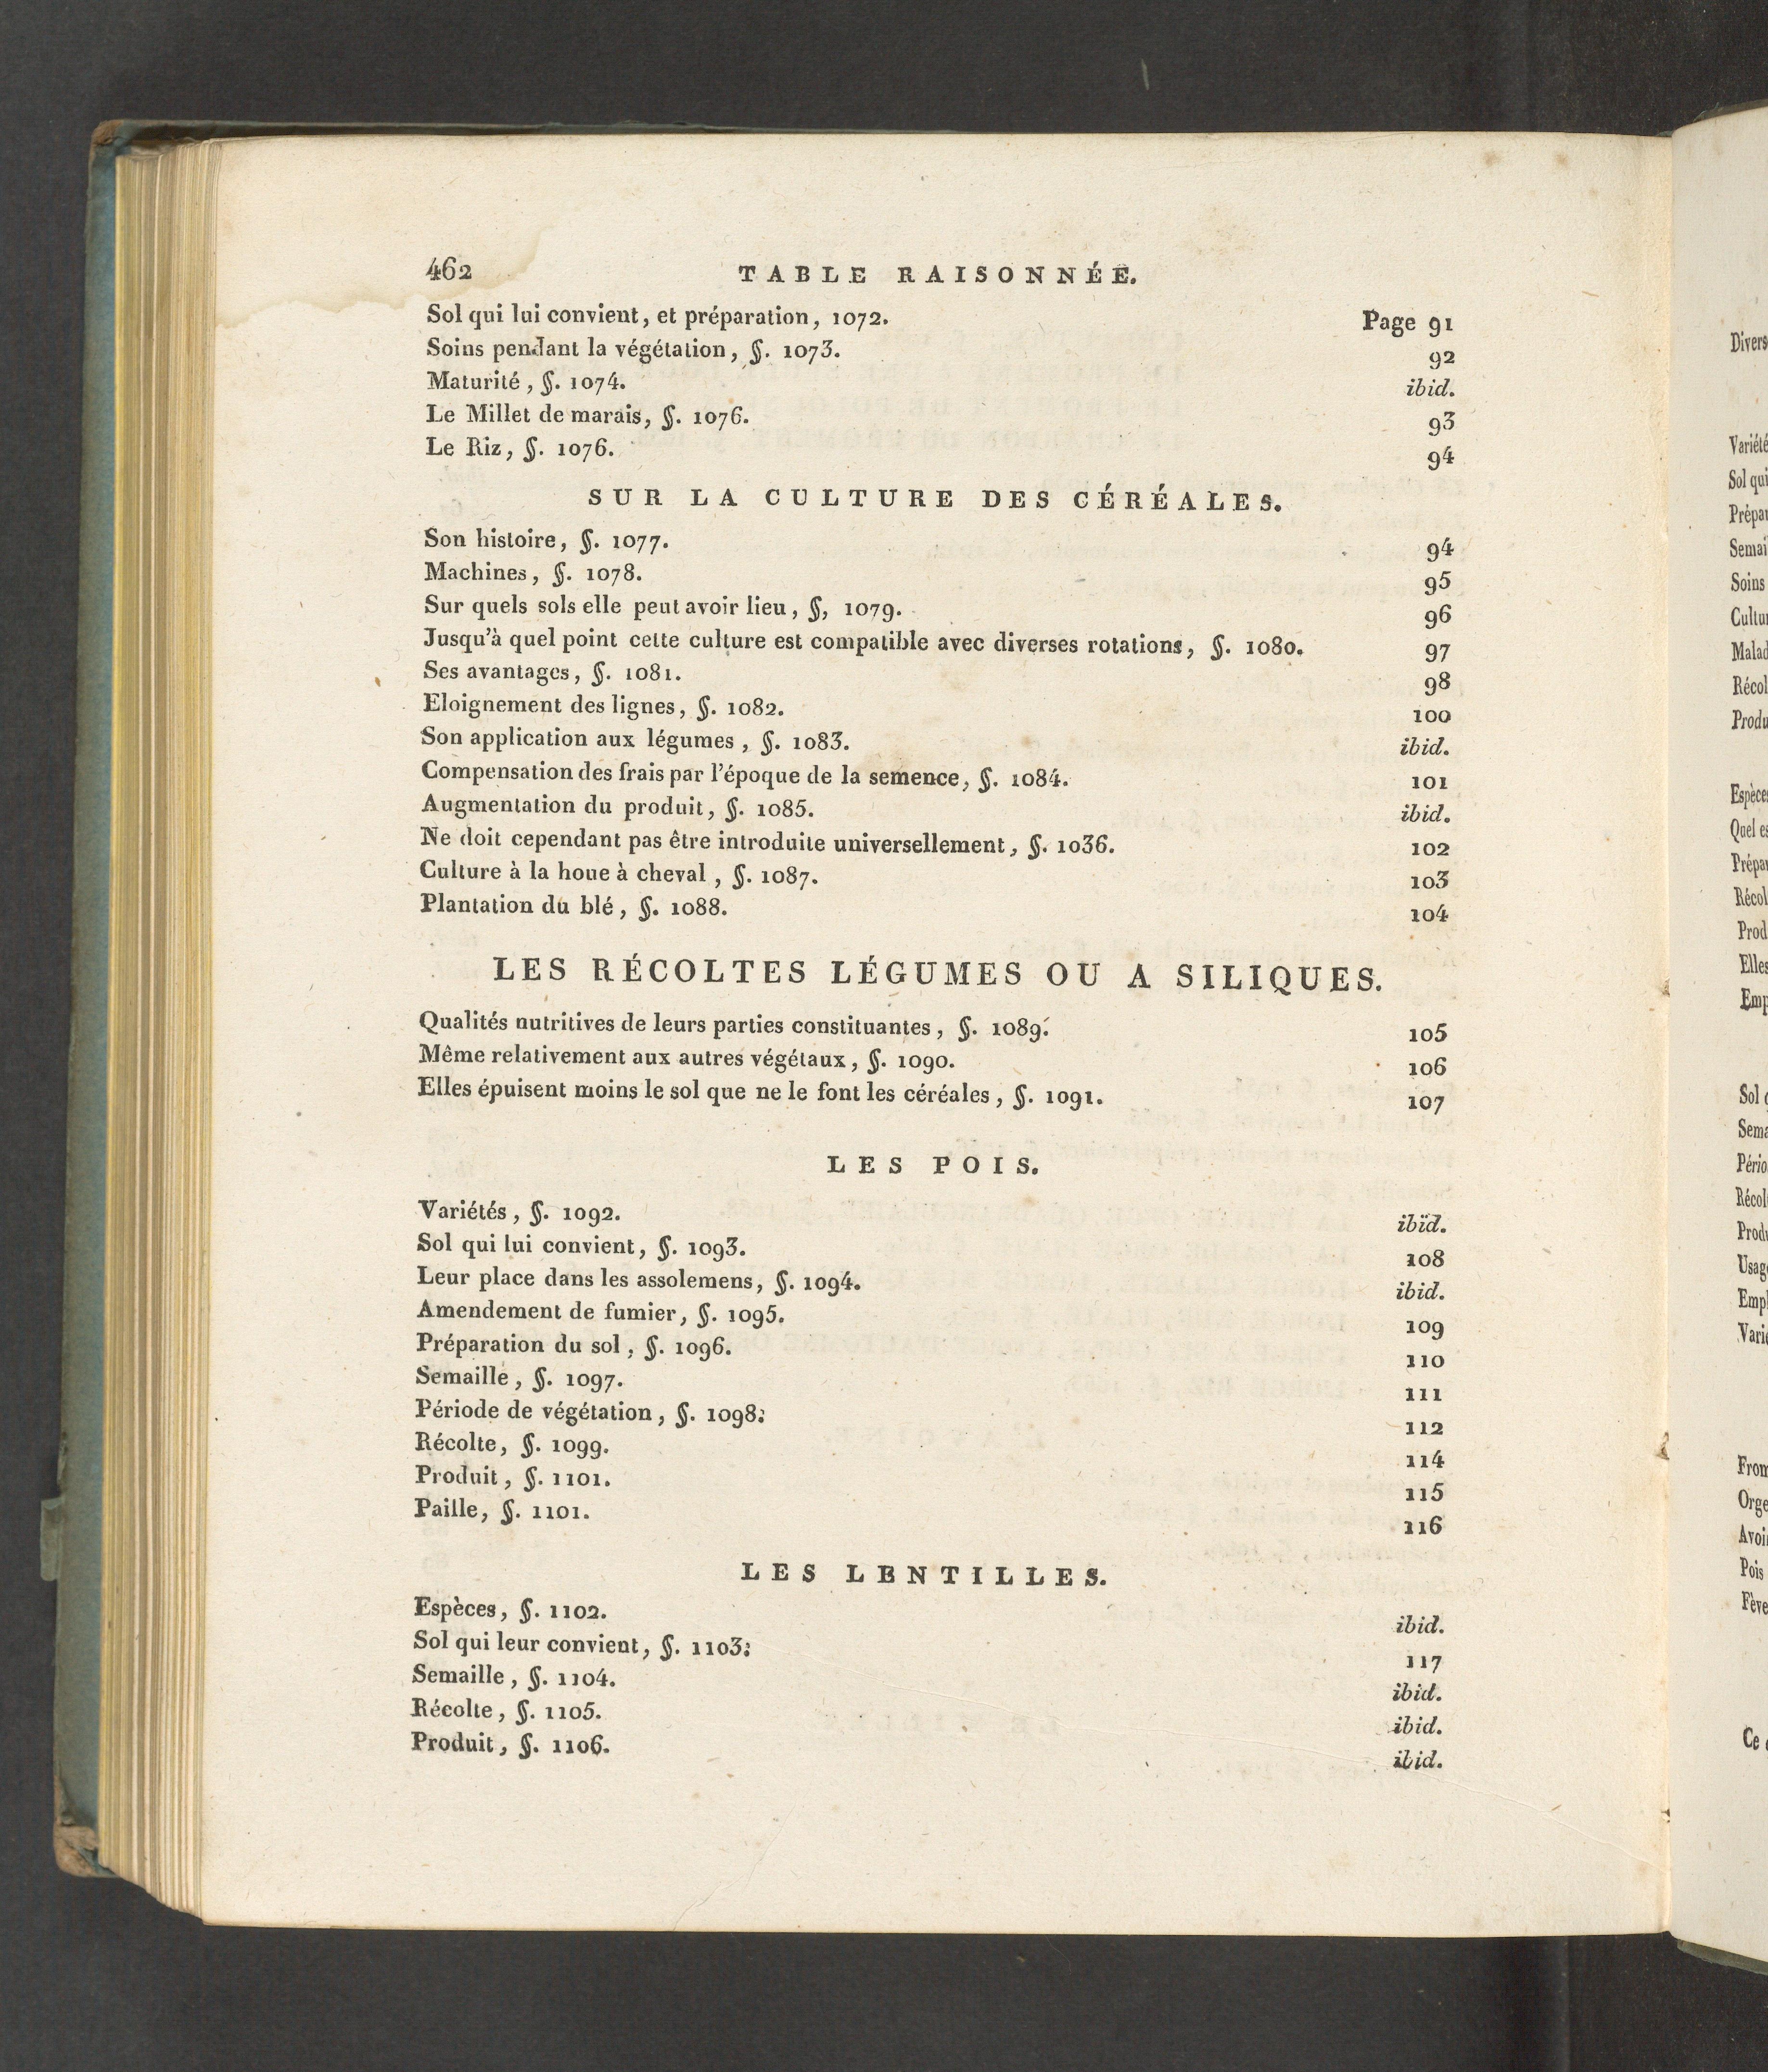 462 TABLE RAISONNÉE.
Sol qui lui convient, et préparation, 1072. Page 91
Soins pendant la végétation, §. 1073. 92
Maturité, §. 1074. ibid.
Le Millet de marais, §. 1076. 93
Le Riz, §. 1076. 94
SUR LA CULTURE DES CÉRÉALES.
Son histoire, §. 1077. 94
Machines, §. 1078. 95
Sur quels sols elle peut avoir lieu, §, 1079. 96
Jusqu'à quel point cette culture est compatible avec diverses rotations, §. 1080. 97
Ses avantages, §. 1081. 98
Eloignement des lignes, §. 1082. 100
Son application aux légumes, §. 1083. ibid.
Compensation des frais par l'époque de la semence, §. 1084. 101
Augmentation du produit, §. 1085. ibid.
Ne doit cependant pas être introduite universellement, §. 1036. 102
Culture à la houe à cheval, §. 1087. 103
Plantation du blé, §. 1088. 104
LES RÉCOLTES LÉGUMES OU A SILIQUES.
Qualités nutritives de leurs parties constituantes, §. 1089. 105
Même relativement aux autres végétaux, §. 1090. 106
Elles épuisent moins le sol que ne le font les céréales, §. 1091. 107
LES POIS.
Variétés, §. 1092. ibid.
Sol qui lui convient, §. 1093. 108
Leur place dans les assolemens, §. 1094. ibid.
Amendement de fumier, §. 1095. 109
Préparation du sol, §. 1096. 110
Semaille, §. 1097. 111
Période de végétation, §. 1098. 112
Récolte, §. 1099. 114
Produit, §. 1101. 115
Paille, §. 1101. 116
LES LENTILLES.
Espèces, §. 1102. ibid.
Sol qui leur convient, §. 1103. 117
Semaille, §. 1104. ibid.
Récolte, §. 1105. ibid.
Produit, §. 1106. ibid.
Sol qui
Soins
Sol
Pois
Ce